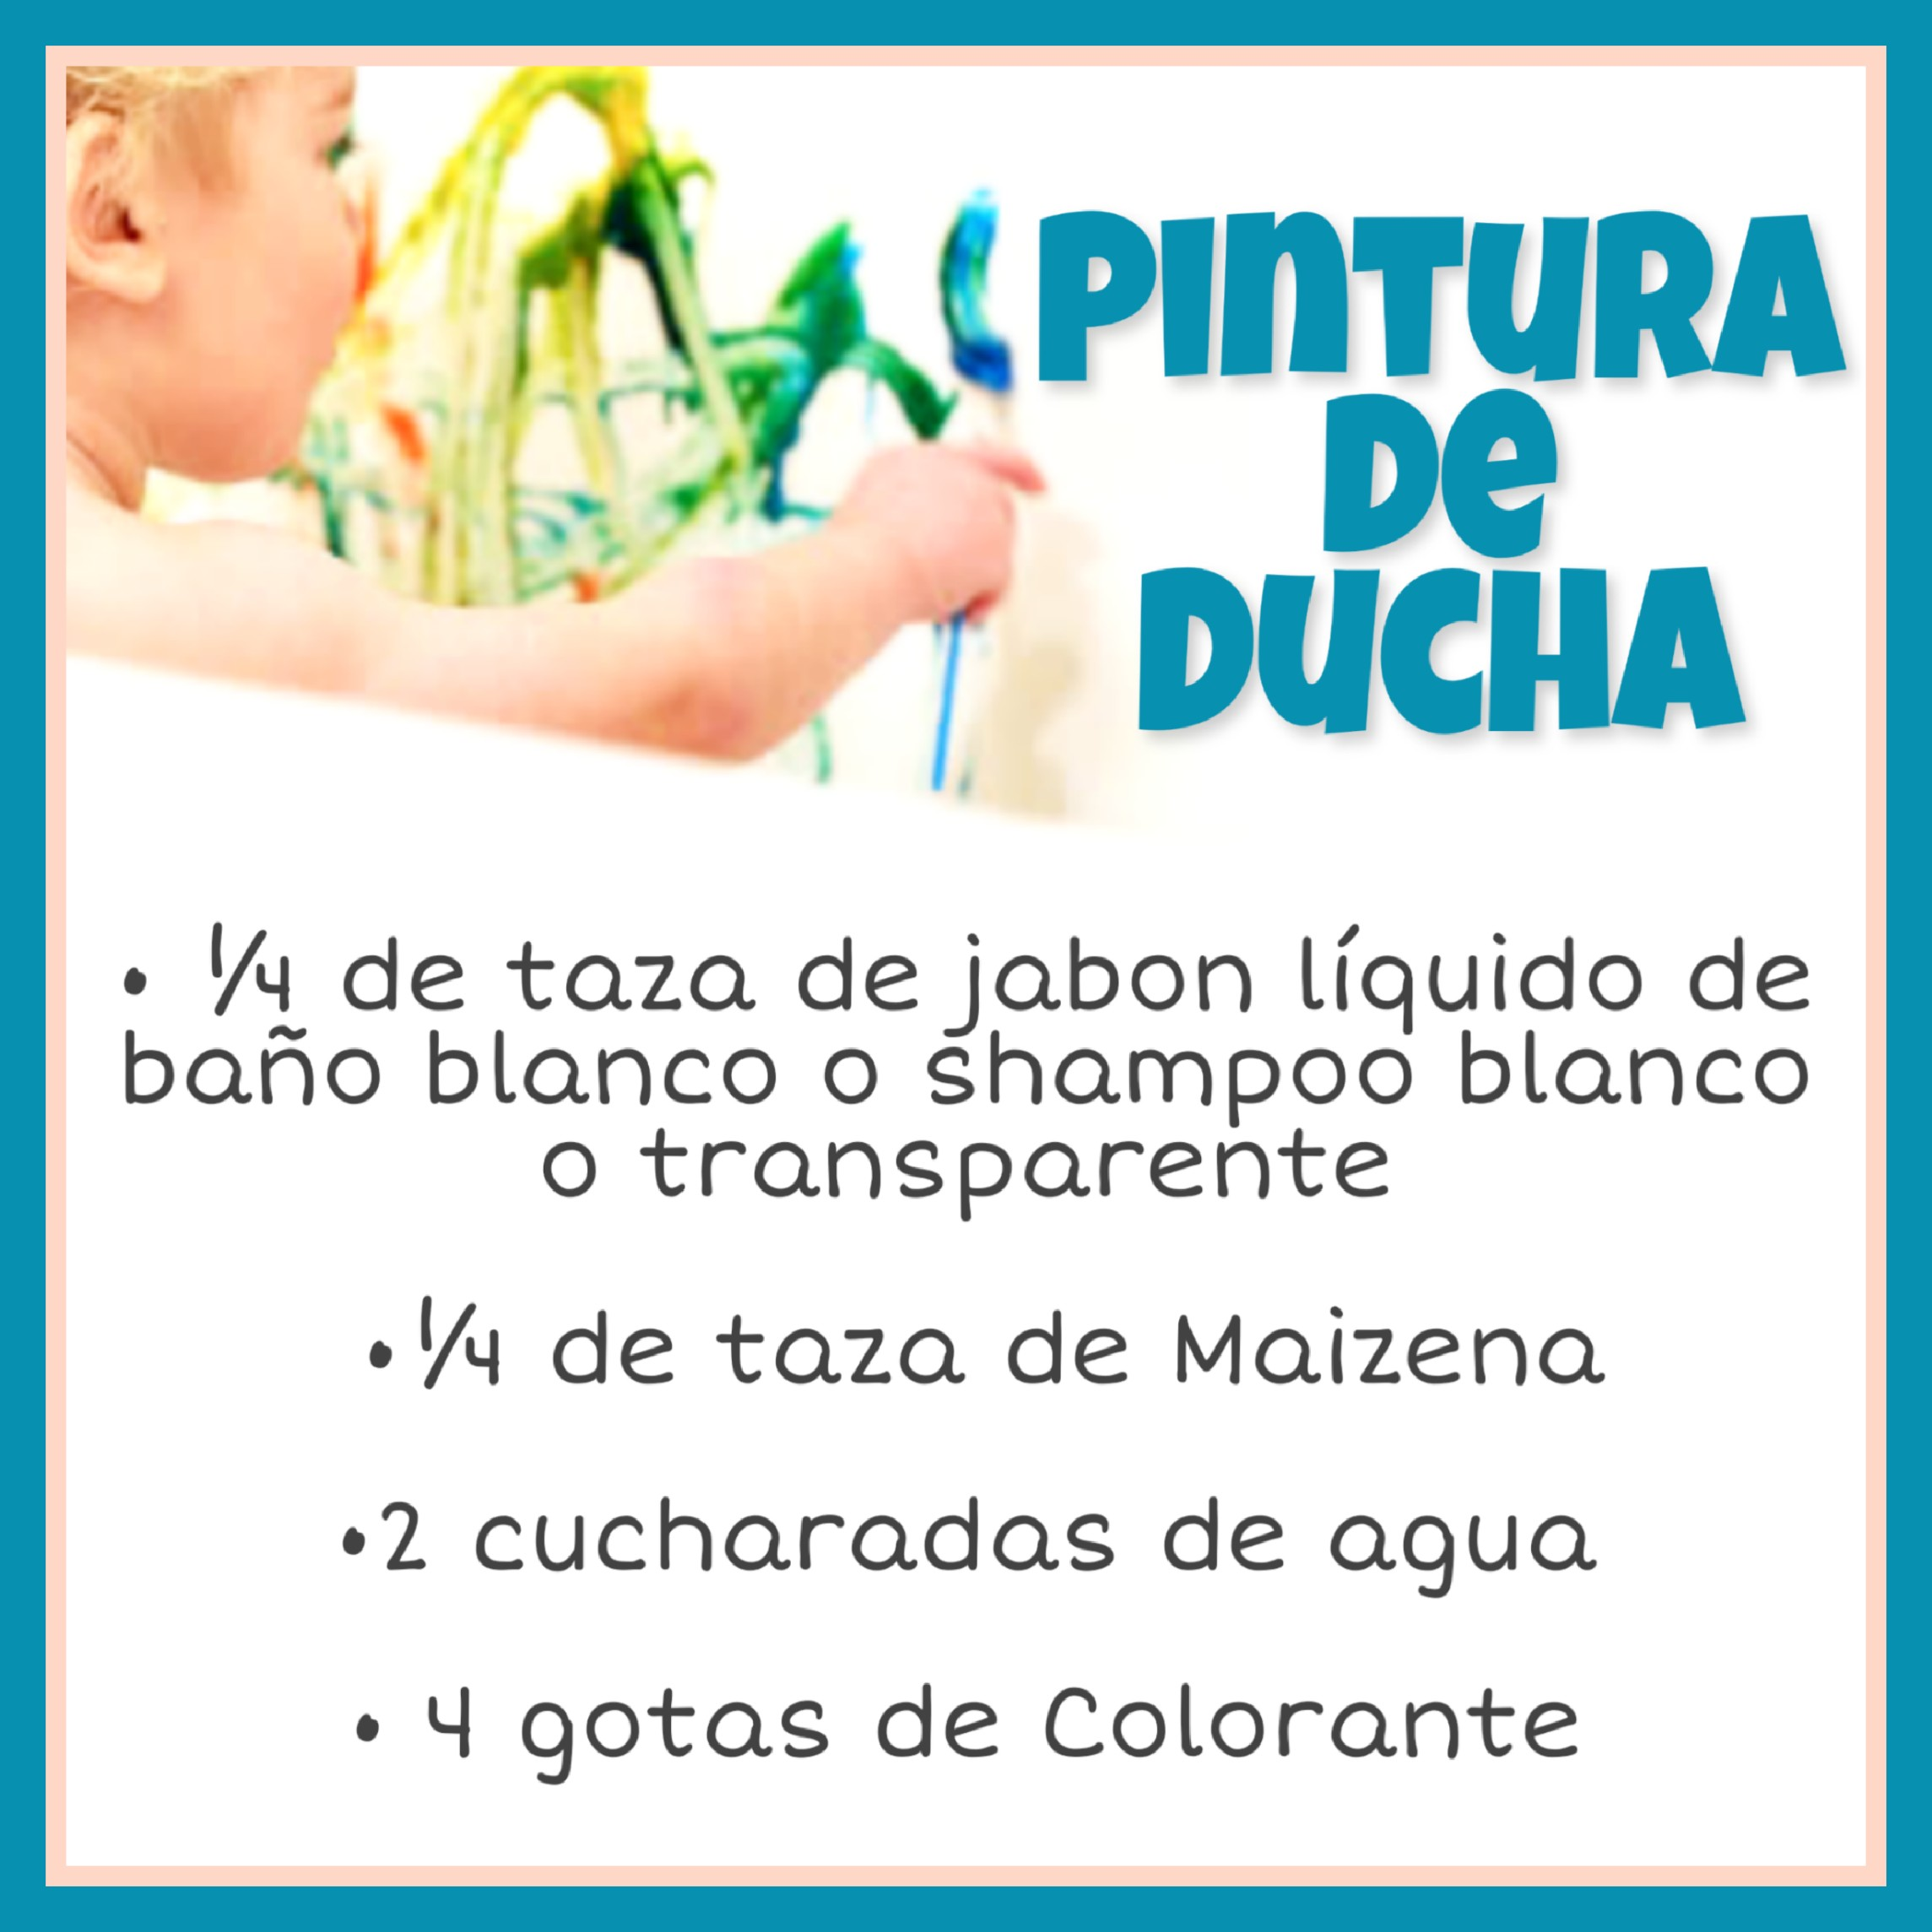 PINTURA
De
DUCHA
• ¼ de taza de jabon líquido de
baño blanco o shampoo blanco
o transparente
•¼ de taza de Maizena
•2 cucharadas de agua
• 4 gotas de Colorante